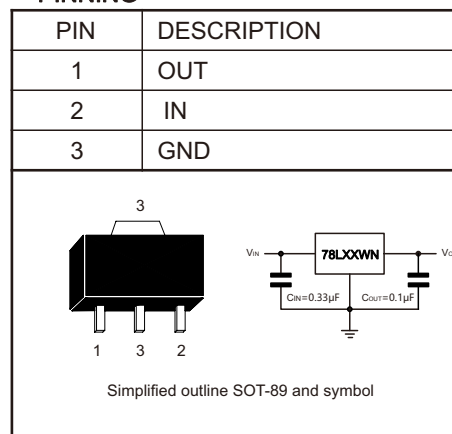 PIN DESCRIPTION
1 OUT
2 IN
3 GND
3
1 3 2
VIN 78LXXWN
CIN=0.33µF COUT=0.1µF
Simplified outline SOT-89 and symbol